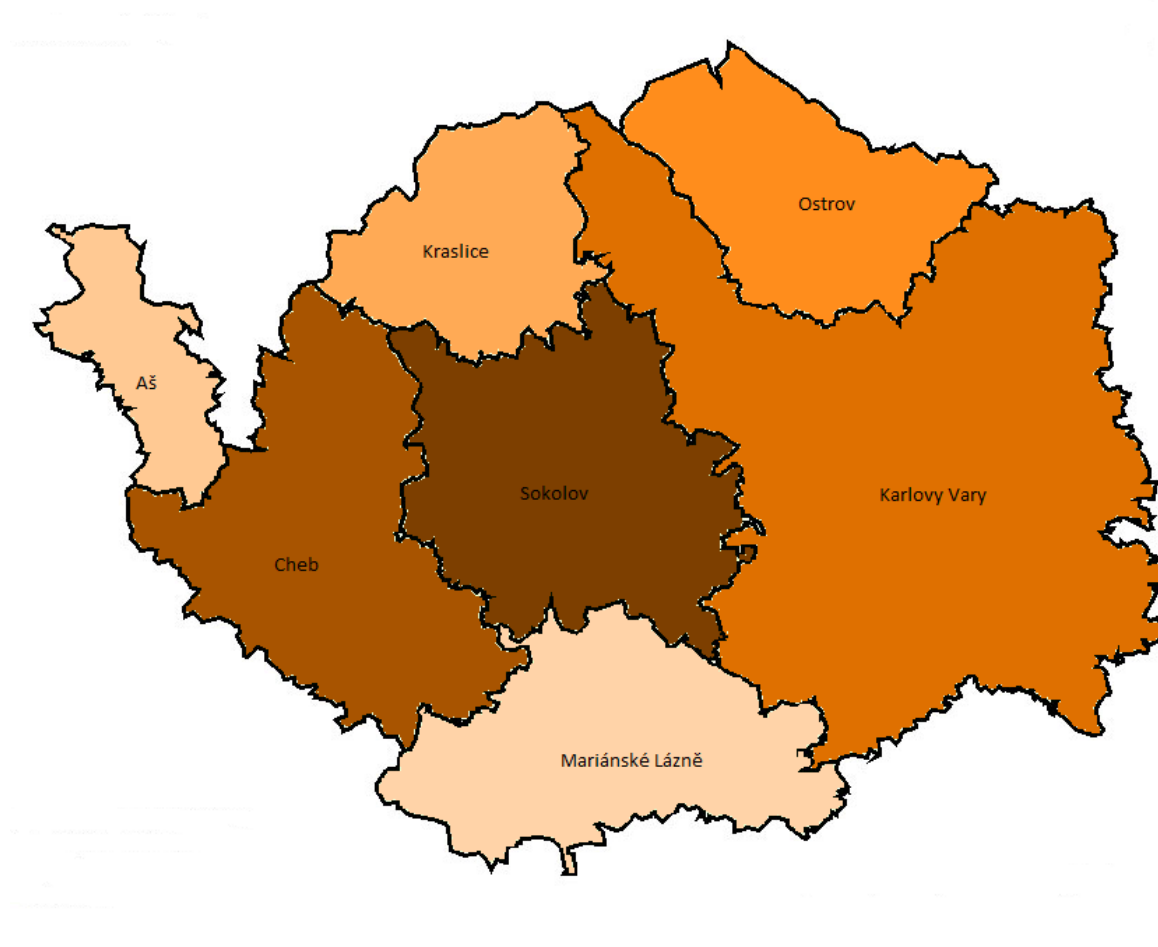 Ostrov
Kraslice
Aš
Sokolov
Karlovy Vary
Cheb
Mariánské Lázně